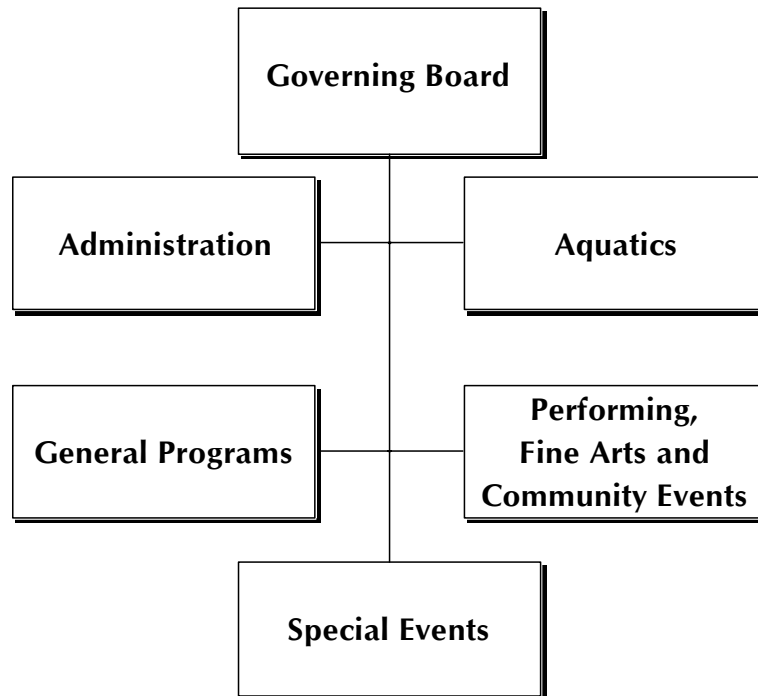 Governing Board
Administration
Aquatics
General Programs
Performing,
Fine Arts and
Community Events
Special Events